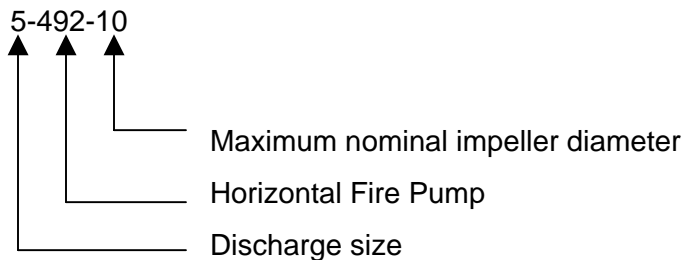 5-492-10
Maximum nominal impeller diameter
Horizontal Fire Pump
Discharge size